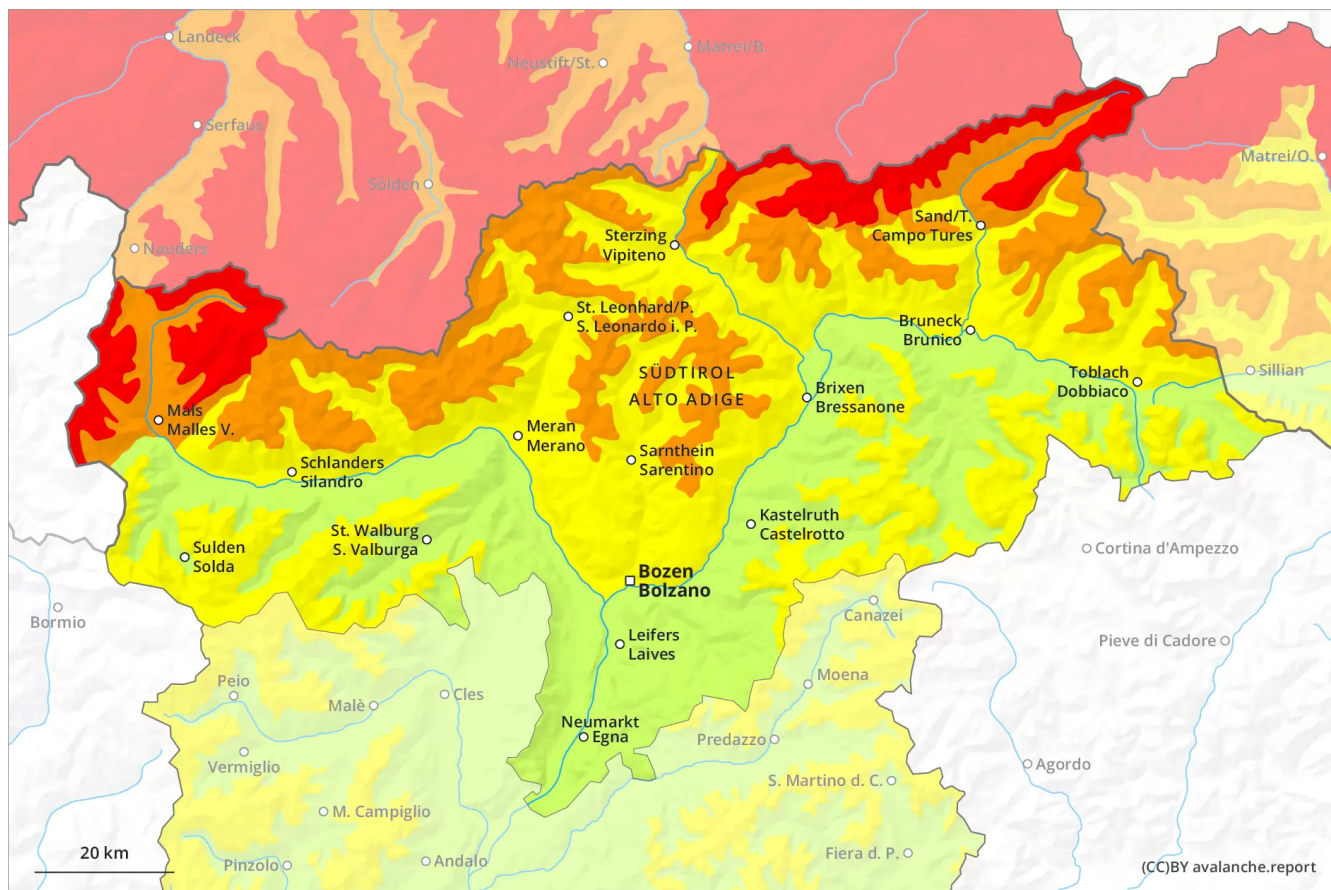 Landeck
Matrei/B.
Neustift/St.
Serfaus
Matrei/O.
Sölden
Nauders
Sand/T.
Campo Tures
Sterzing
Vipiteno
St. Leonhard/P.
S. Leonardo i. P.
Bruneck
Brunico
SÜDTIROL
ALTO ADIGE
Toblach
Dobbiaco
Sillian
Brixen
Bressanone
Mals
Malles V.
Meran
Merano
Sarnthein
Sarentino
Schlanders
Silandro
Kastelruth
Castelrotto
St. Walburg
S. Valburga
Sulden
Solda
Cortina d'Ampezzo
Bozen
Bolzano
Bormio
Canazei
Leifers
Laives
Pieve di Cadore
Moena
Peio
Cles
Malè
Neumarkt
Egna
Predazzo
Vermiglio
Agordo
S. Martino d. C.
M. Campiglio
20 km
Andalo
Fiera d. P.
Pinzolo
(CC)BY avalanche.report